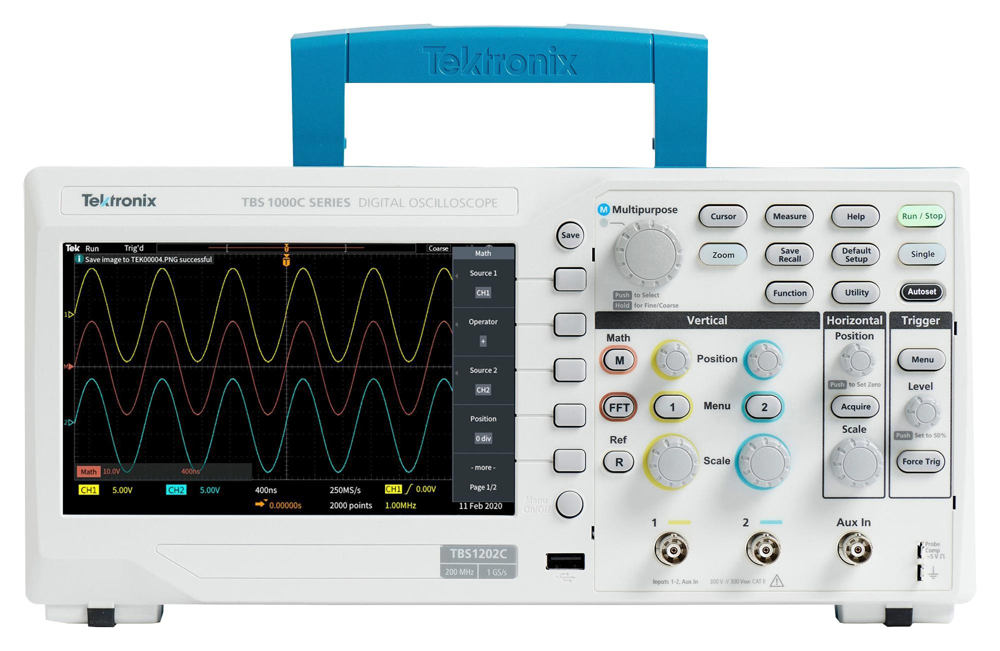 Tektronix
Tektronix
TBS 1000C SERIES DIGITAL OSCILLOSCOPE
Tek Run Trig'd T Coarse
i Save image to TEK00004.PNG successful
T
1
M
2
Math
Source 1
CH1
Operator
+
Source 2
CH2
Position
0 div
- more -
Page 1/2
Math 10.0V 400ns
CH1 5.00V CH2 5.00V 400ns 250MS/s CH1 0.00V
0.00000s 2000 points 1.00MHz 11 Feb 2020
Save
Menu
On/Off
TBS1202C
200 MHz 1 GS/s
M Multipurpose
Push to Select
Hold for Fine/Coarse
Cursor Measure Help Run / Stop
Zoom Save Recall Default Setup Single
Function Utility Autoset
Vertical
Math
M Position
FFT 1 Menu 2
Ref
R Scale
Horizontal
Position
Push to Set Zero
Acquire
Scale
Trigger
Menu
Level
Push Set to 50%
Force Trig
1 2 Aux In
Inputs 1-2, Aux In 300 V // 300 VRMS CAT II
Probe
Comp
≈5 V